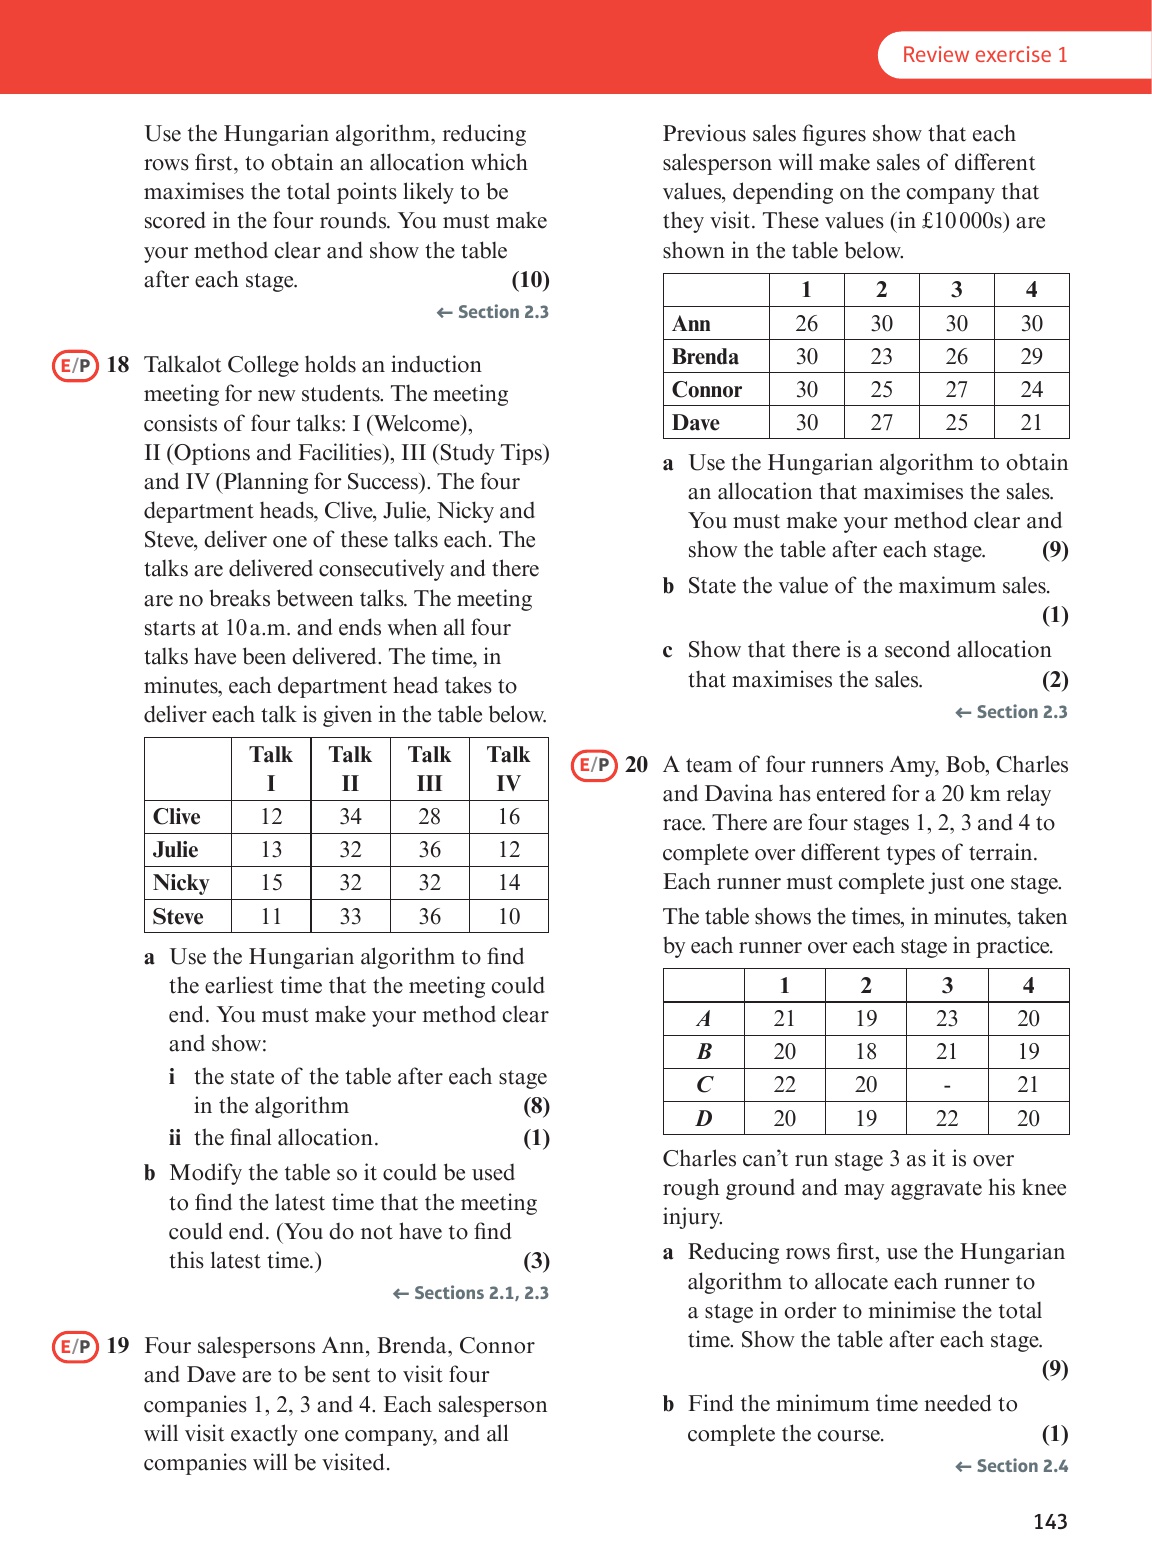 Review exercise 1
Use the Hungarian algorithm, reducing
rows first, to obtain an allocation which
maximises the total points likely to be
scored in the four rounds. You must make
your method clear and show the table
after each stage. (10)
← Section 2.3
E/P 18 Talkalot College holds an induction
meeting for new students. The meeting
consists of four talks: I (Welcome),
II (Options and Facilities), III (Study Tips)
and IV (Planning for Success). The four
department heads, Clive, Julie, Nicky and
Steve, deliver one of these talks each. The
talks are delivered consecutively and there
are no breaks between talks. The meeting
starts at 10 a.m. and ends when all four
talks have been delivered. The time, in
minutes, each department head takes to
deliver each talk is given in the table below.
Talk Talk Talk Talk
I II III IV
Clive 12 34 28 16
Julie 13 32 36 12
Nicky 15 32 32 14
Steve 11 33 36 10
a Use the Hungarian algorithm to find
the earliest time that the meeting could
end. You must make your method clear
and show:
i the state of the table after each stage
in the algorithm (8)
ii the final allocation. (1)
b Modify the table so it could be used
to find the latest time that the meeting
could end. (You do not have to find
this latest time.) (3)
← Sections 2.1, 2.3
E/P 19 Four salespersons Ann, Brenda, Connor
and Dave are to be sent to visit four
companies 1, 2, 3 and 4. Each salesperson
will visit exactly one company, and all
companies will be visited.
Previous sales figures show that each
salesperson will make sales of different
values, depending on the company that
they visit. These values (in £10 000s) are
shown in the table below.
1 2 3 4
Ann 26 30 30 30
Brenda 30 23 26 29
Connor 30 25 27 24
Dave 30 27 25 21
a Use the Hungarian algorithm to obtain
an allocation that maximises the sales.
You must make your method clear and
show the table after each stage. (9)
b State the value of the maximum sales.
(1)
c Show that there is a second allocation
that maximises the sales. (2)
← Section 2.3
E/P 20 A team of four runners Amy, Bob, Charles
and Davina has entered for a 20 km relay
race. There are four stages 1, 2, 3 and 4 to
complete over different types of terrain.
Each runner must complete just one stage.
The table shows the times, in minutes, taken
by each runner over each stage in practice.
1 2 3 4
A 21 19 23 20
B 20 18 21 19
C 22 20 - 21
D 20 19 22 20
Charles can't run stage 3 as it is over
rough ground and may aggravate his knee
injury.
a Reducing rows first, use the Hungarian
algorithm to allocate each runner to
a stage in order to minimise the total
time. Show the table after each stage.
(9)
b Find the minimum time needed to
complete the course. (1)
← Section 2.4
143